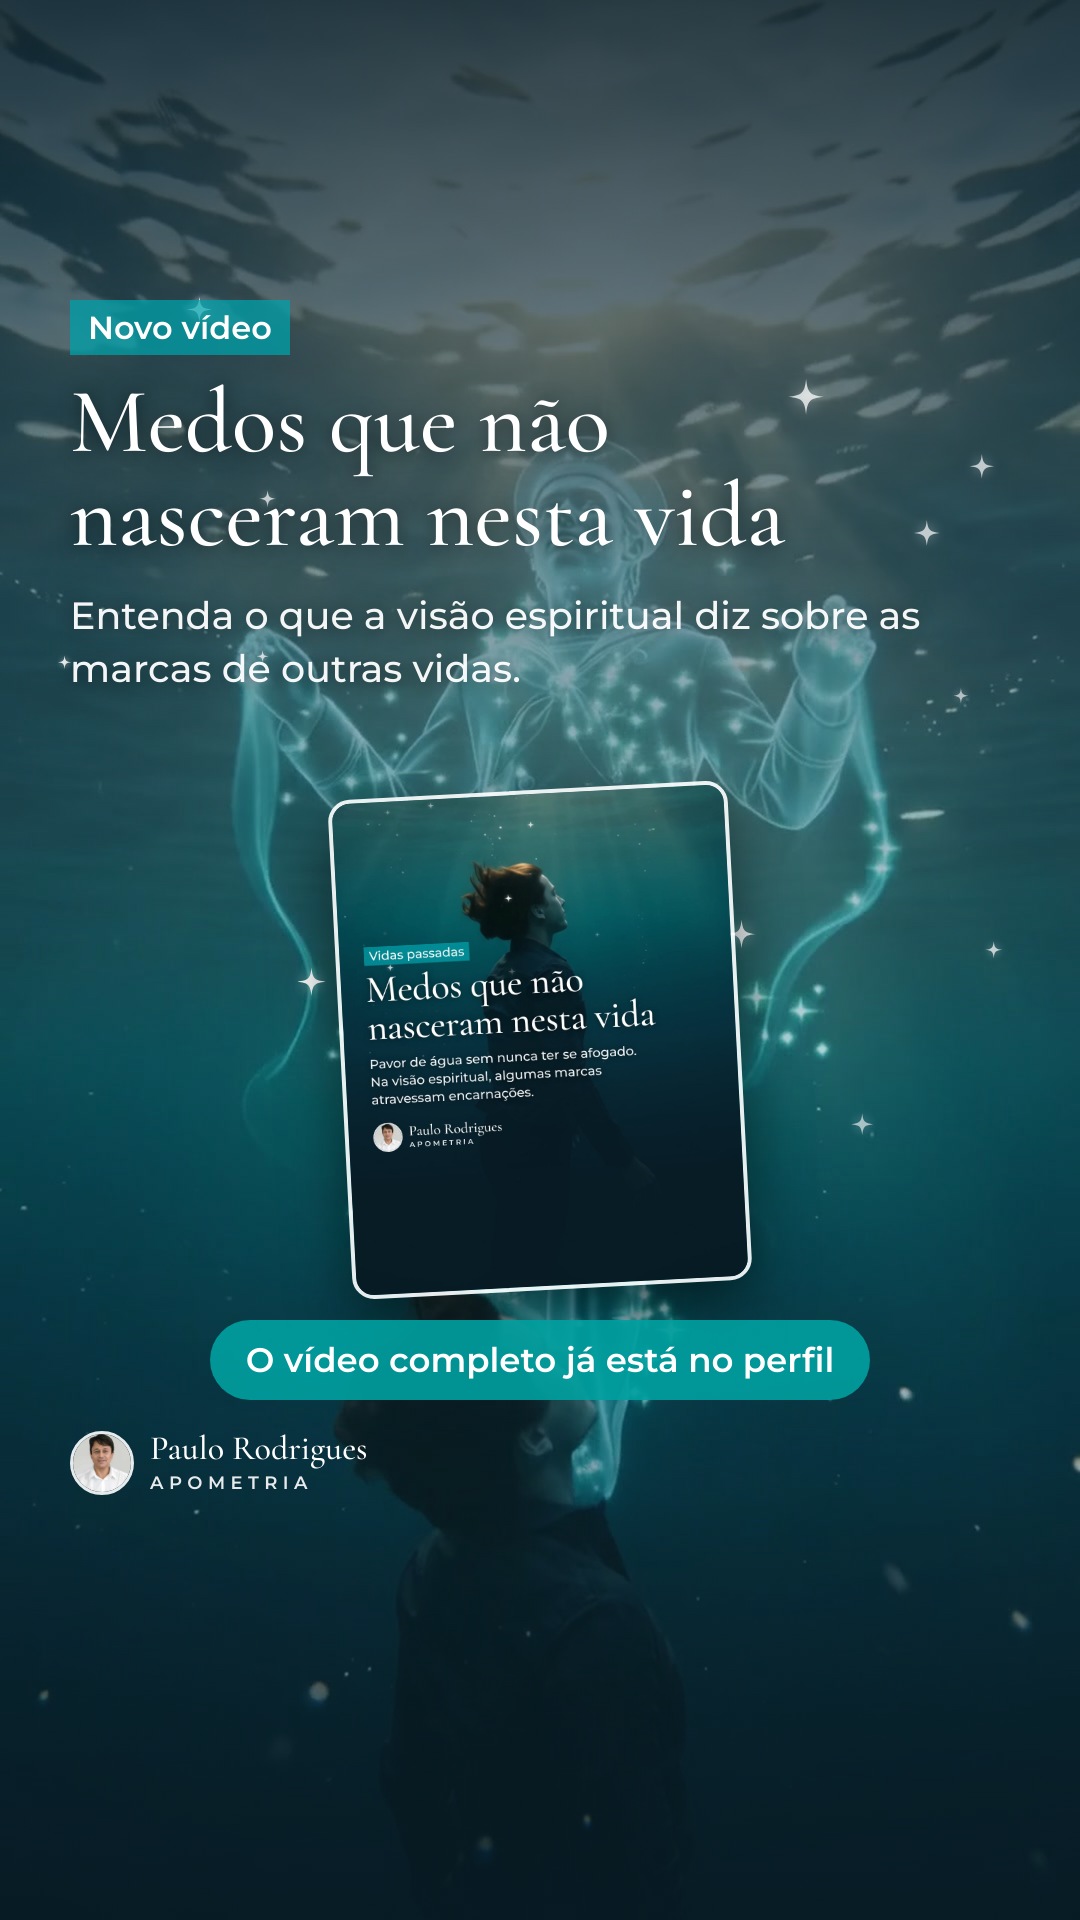 Novo vídeo
Medos que não
nasceram nesta vida
Entenda o que a visão espiritual diz sobre as
marcas de outras vidas.
Vidas passadas
Medos que não
nasceram nesta vida
Pavor de água sem nunca ter se afogado.
Na visão espiritual, algumas marcas
atravessam encarnações.
Paulo Rodrigues
APOMETRIA
O vídeo completo já está no perfil
Paulo Rodrigues
APOMETRIA